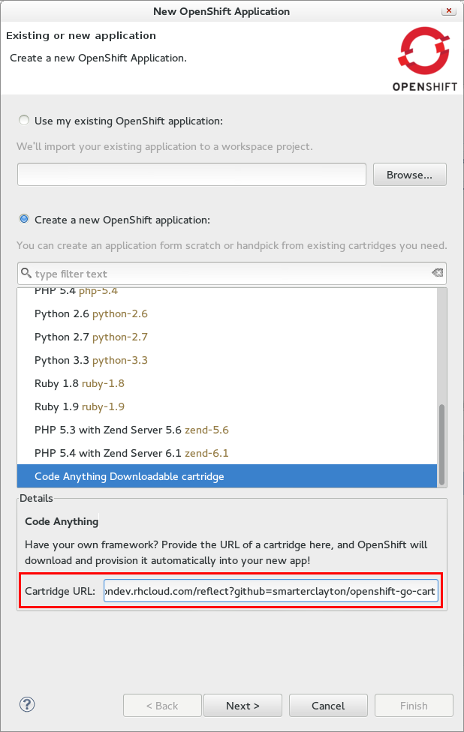 New OpenShift Application
Existing or new application
Create a new OpenShift Application.
OPENSHIFT
Use my existing OpenShift application:
We'll import your existing application to a workspace project.
Browse...
Create a new OpenShift application:
You can create an application form scratch or handpick from existing cartridges you need.
type filter text
PHP 5.4 php-5.4
Python 2.6 python-2.6
Python 2.7 python-2.7
Python 3.3 python-3.3
Ruby 1.8 ruby-1.8
Ruby 1.9 ruby-1.9
PHP 5.3 with Zend Server 5.6 zend-5.6
PHP 5.4 with Zend Server 6.1 zend-6.1
Code Anything Downloadable cartridge
Details
Code Anything
Have your own framework? Provide the URL of a cartridge here, and OpenShift will
download and provision it automatically into your new app!
Cartridge URL: ondev.rhcloud.com/reflect?github=smarterclayton/openshift-go-cart
? < Back Next > Cancel Finish